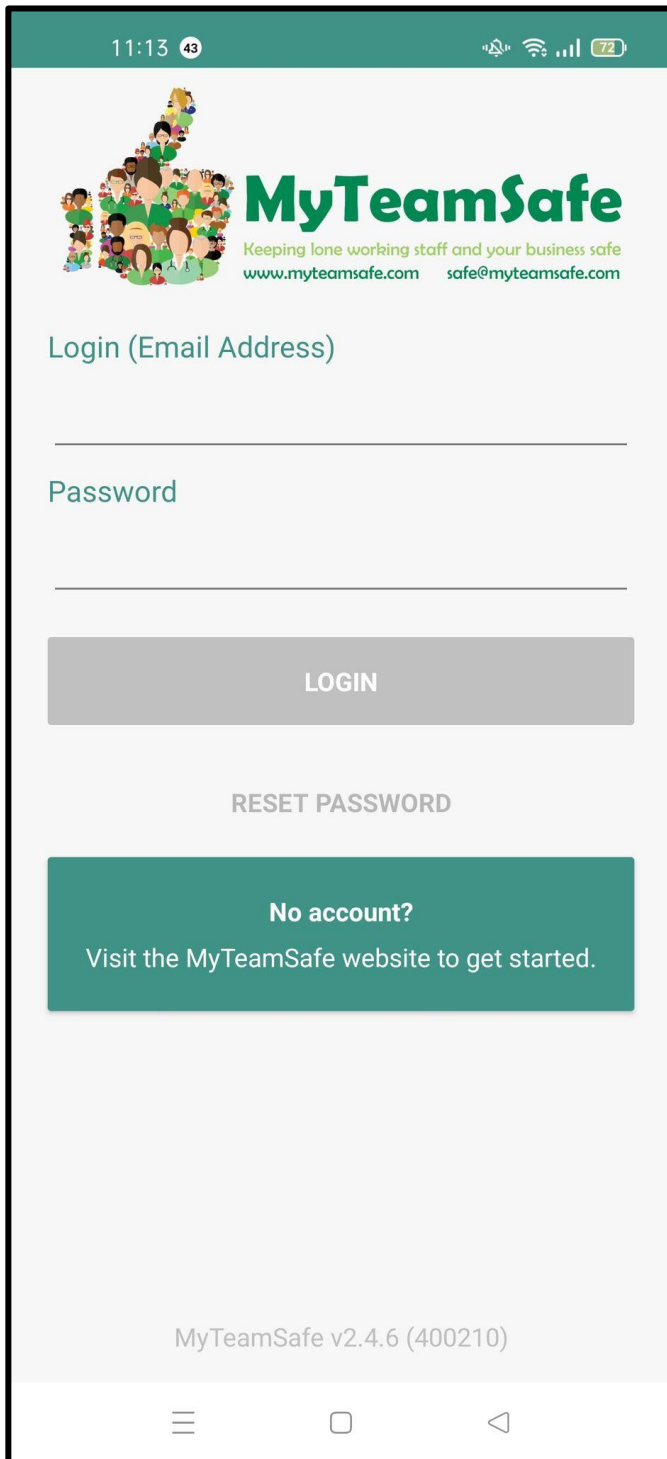 11:13 43 72
MyTeamSafe
Keeping lone working staff and your business safe
www.myteamsafe.com safe@myteamsafe.com
Login (Email Address)
Password
LOGIN
RESET PASSWORD
No account?
Visit the MyTeamSafe website to get started.
MyTeamSafe v2.4.6 (400210)